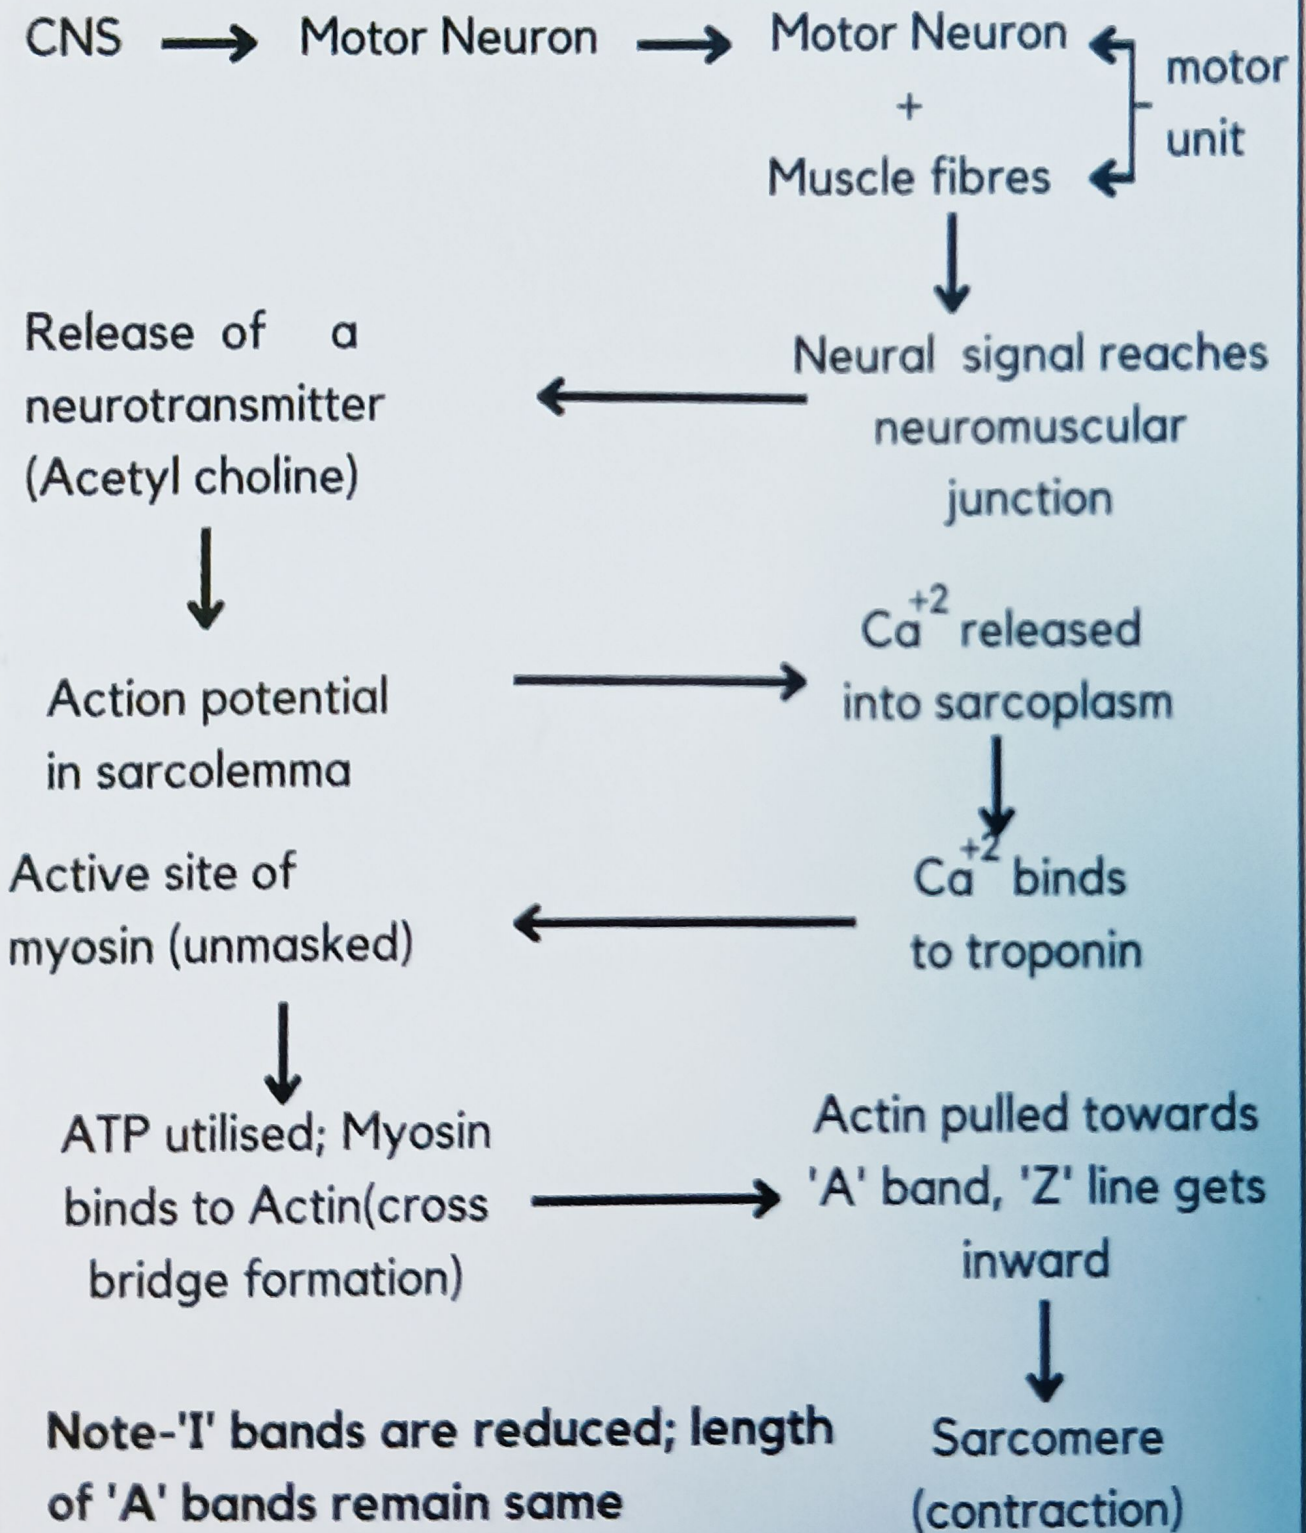 CNS → Motor Neuron → Motor Neuron
+
Muscle fibres
motor
unit
Neural signal reaches
neuromuscular
junction
Release of a
neurotransmitter
(Acetyl choline)
Action potential
in sarcolemma
Ca+2 released
into sarcoplasm
Ca+2 binds
to troponin
Active site of
myosin (unmasked)
ATP utilised; Myosin
binds to Actin(cross
bridge formation)
Actin pulled towards
'A' band, 'Z' line gets
inward
Sarcomere
(contraction)
Note-'I' bands are reduced; length
of 'A' bands remain same